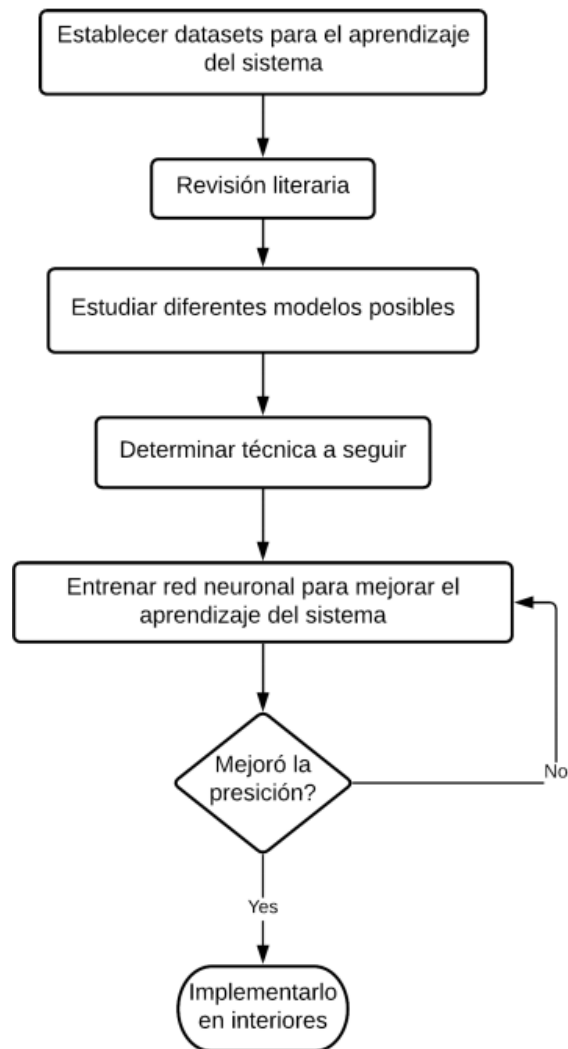 Establecer datasets para el aprendizaje
del sistema
Revisión literaria
Estudiar diferentes modelos posibles
Determinar técnica a seguir
Entrenar red neuronal para mejorar el
aprendizaje del sistema
Mejoró la
presición?
No
Yes
Implementarlo
en interiores